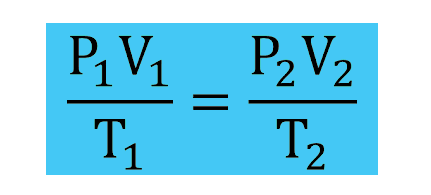 P₁V₁/T₁ = P₂V₂/T₂